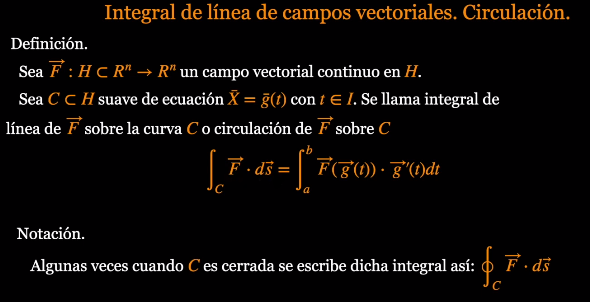 Integral de línea de campos vectoriales. Circulación.
Definición.
Sea $\overrightarrow{F} : H \subset R^n \rightarrow R^n$ un campo vectorial continuo en $H$.
Sea $C \subset H$ suave de ecuación $\bar{X} = \bar{g}(t)$ con $t \in I$. Se llama integral de
línea de $\overrightarrow{F}$ sobre la curva $C$ o circulación de $\overrightarrow{F}$ sobre $C$
$\int_C \overrightarrow{F} \cdot d\vec{s} = \int_a^b \overrightarrow{F}(\overrightarrow{g}(t)) \cdot \overrightarrow{g}'(t)dt$
Notación.
Algunas veces cuando $C$ es cerrada se escribe dicha integral así: $\oint_C \overrightarrow{F} \cdot d\vec{s}$